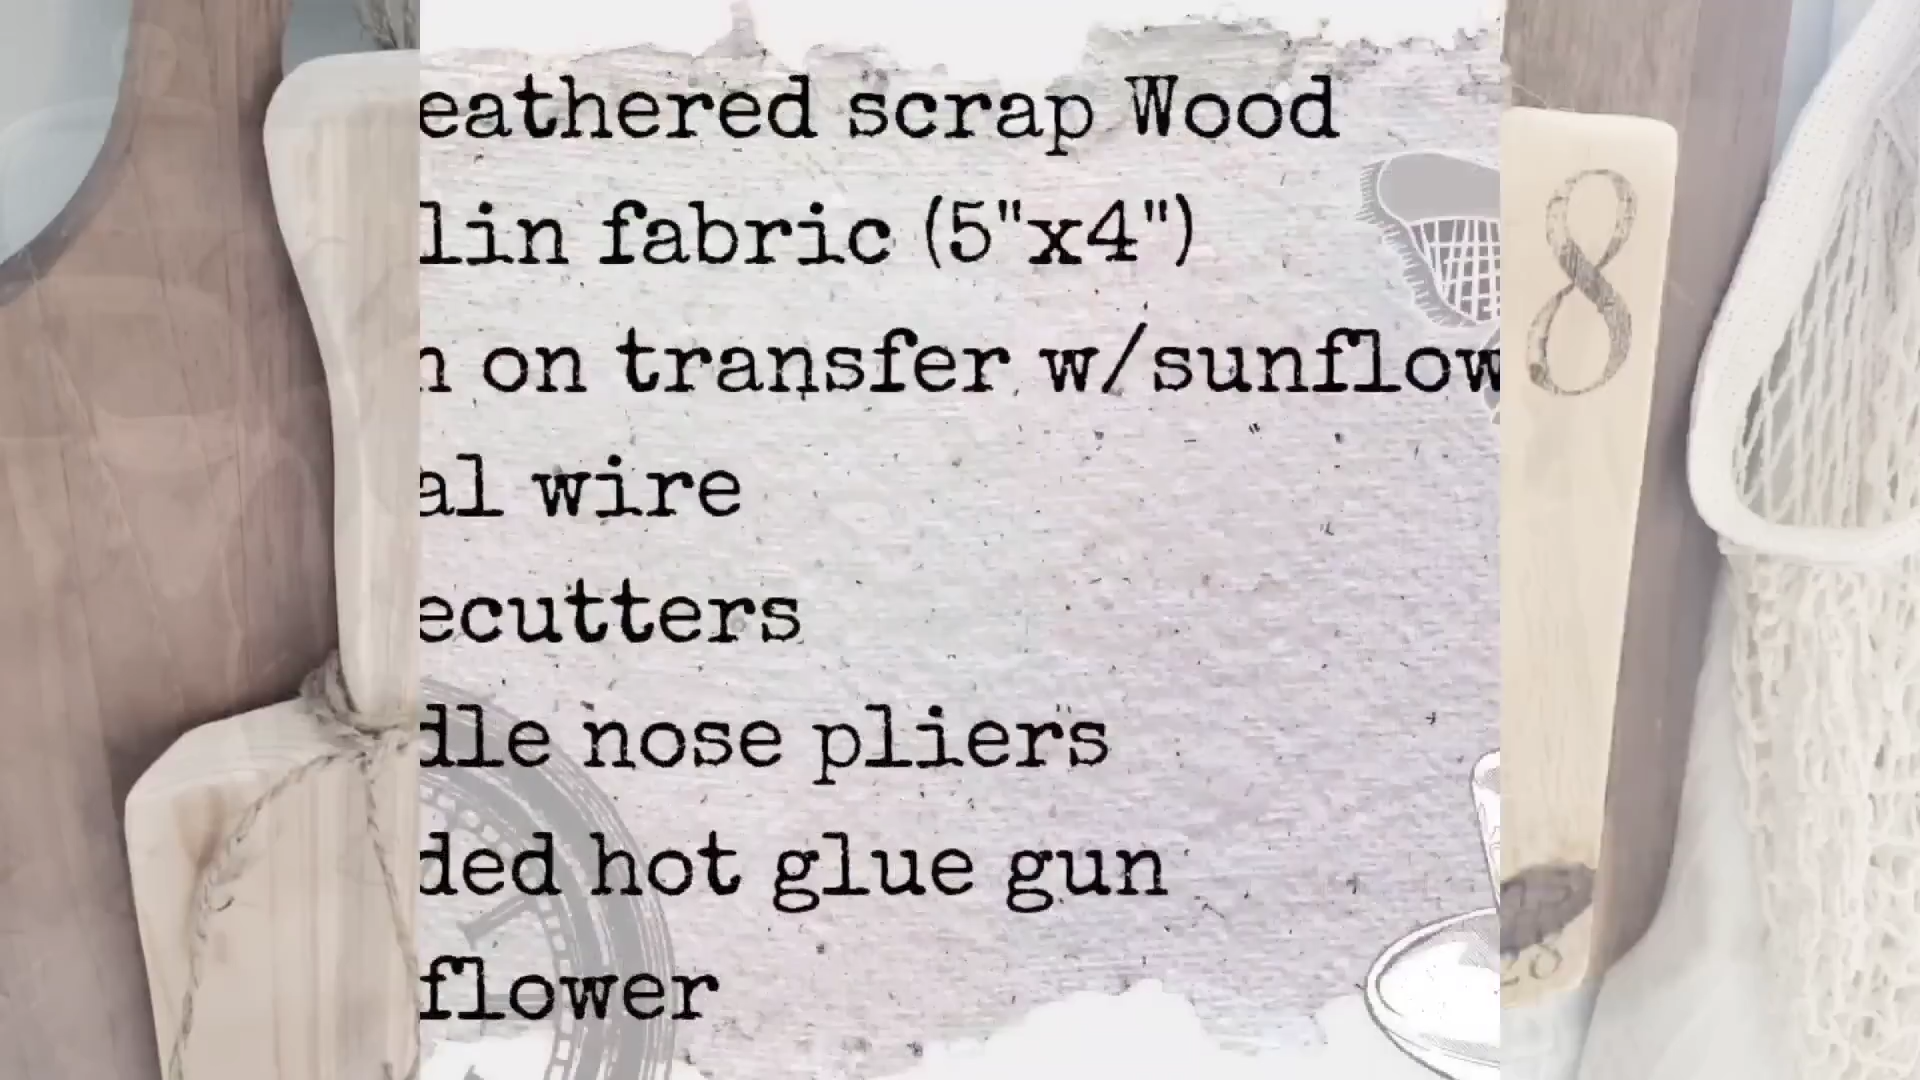 eathered scrap Wood
lin fabric (5"x4")
n on transfer w/sunflow
al wire
ecutters
dle nose pliers
ded hot glue gun
flower
8